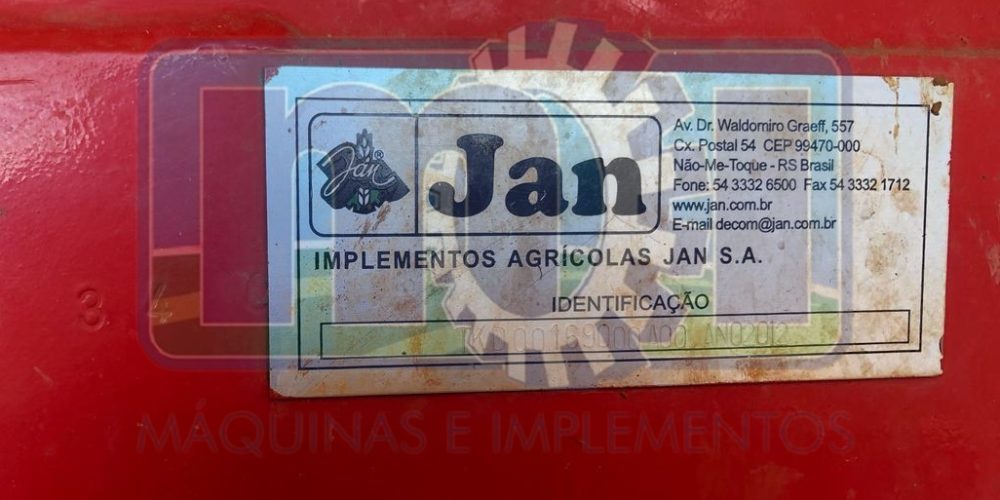 Jan®
Jan
Av. Dr. Waldomiro Graeff, 557
Cx. Postal 54 CEP 99470-000
Não-Me-Toque - RS Brasil
Fone: 54 3332 6500 Fax 54 3332 1712
www.jan.com.br
E-mail decom@jan.com.br
IMPLEMENTOS AGRÍCOLAS JAN S.A.
IDENTIFICAÇÃO
ANO2012
MÁQUINAS E IMPLEMENTOS